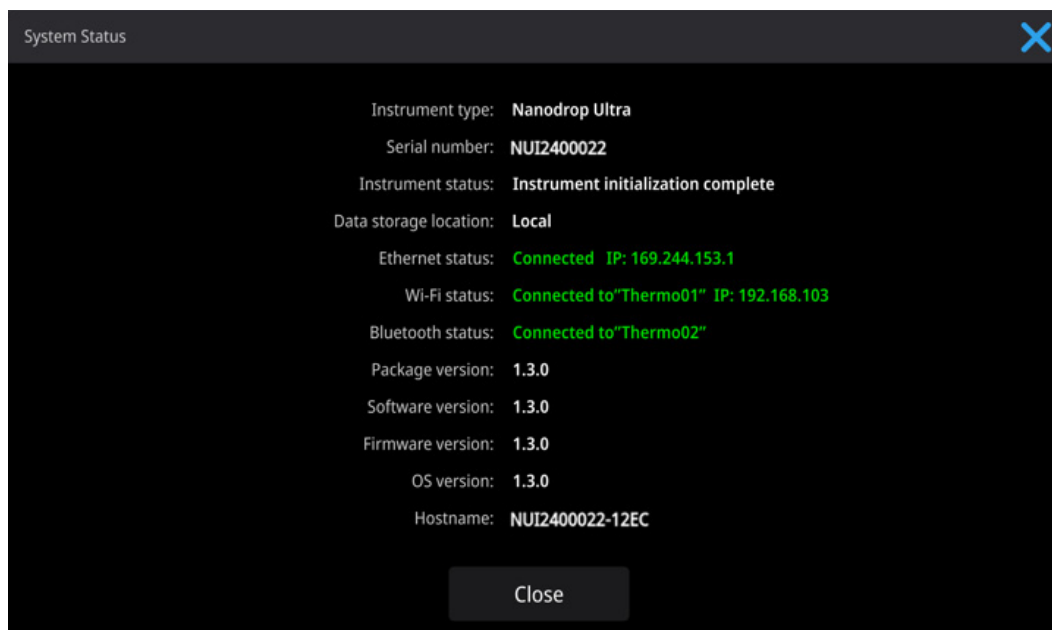 System Status
Instrument type: Nanodrop Ultra
Serial number: NUI2400022
Instrument status: Instrument initialization complete
Data storage location: Local
Ethernet status: Connected IP: 169.244.153.1
Wi-Fi status: Connected to"Thermo01" IP: 192.168.103
Bluetooth status: Connected to"Thermo02"
Package version: 1.3.0
Software version: 1.3.0
Firmware version: 1.3.0
OS version: 1.3.0
Hostname: NUI2400022-12EC
Close